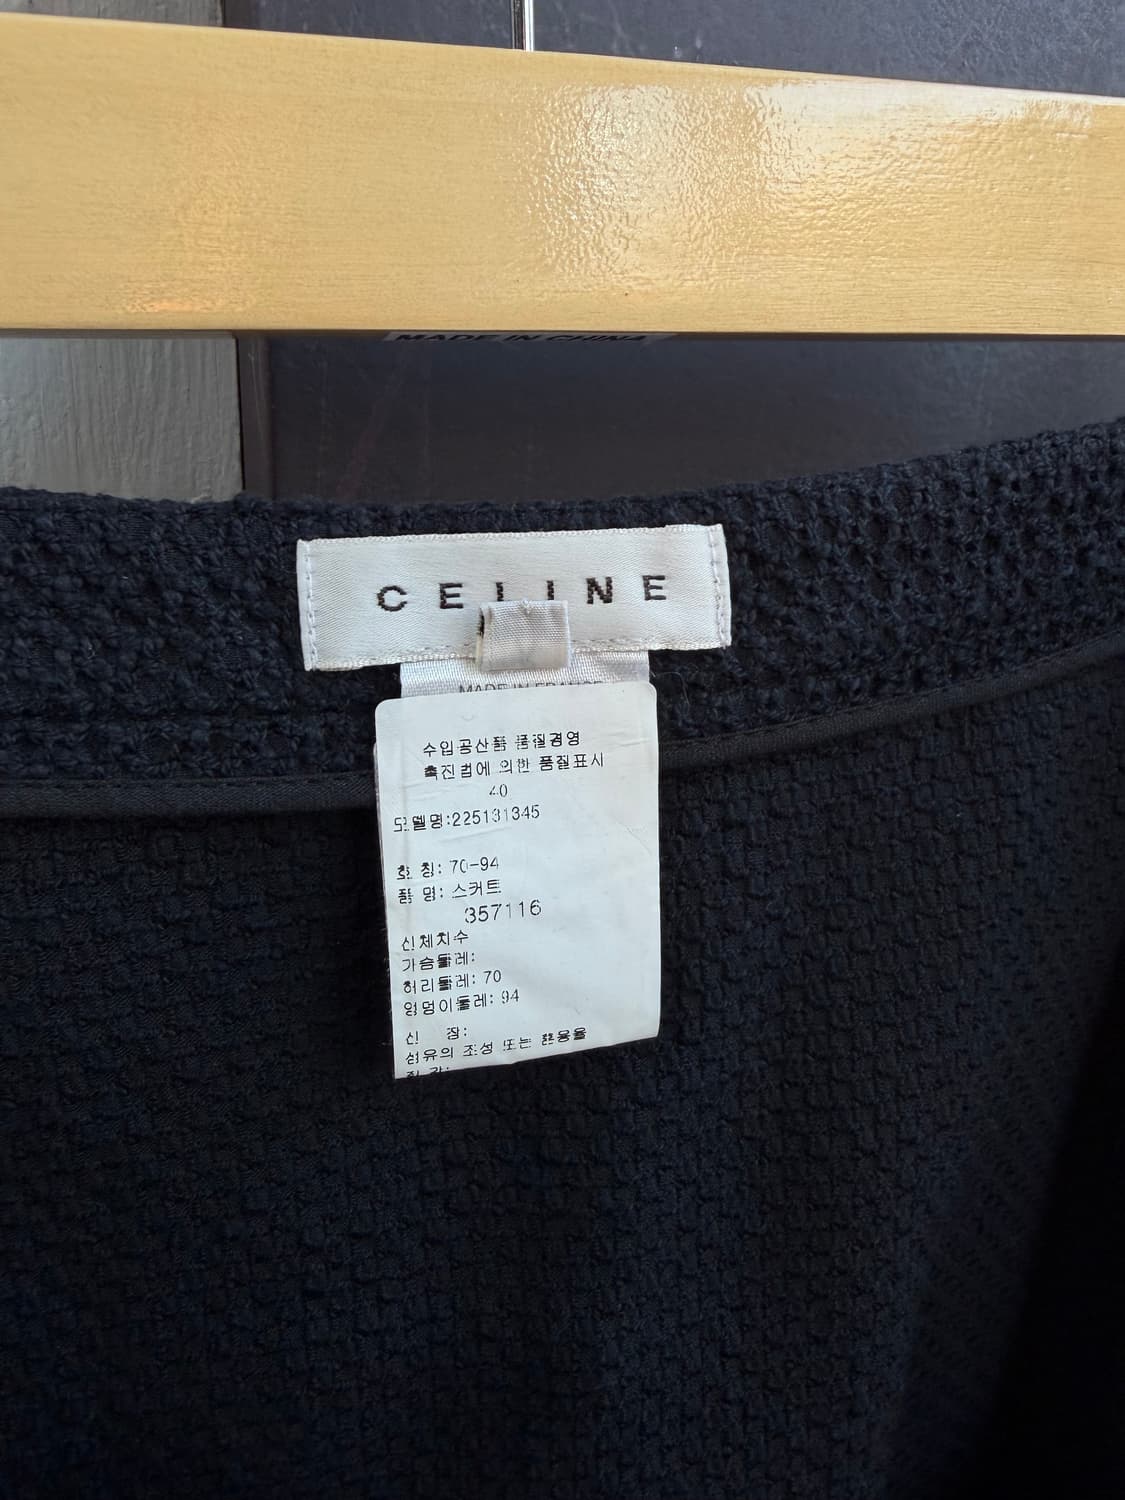 MADE IN CHINA
CELINE
MADE IN FRANCE
수입공산품 품질경영
촉진법에 의한 품질표시
40
모델명:225131345
호 칭: 70-94
품 명: 스커트
357116
신체치수
가슴둘레:
허리둘레: 70
엉덩이둘레: 94
신 장:
섬유의 조성 또는 혼용율